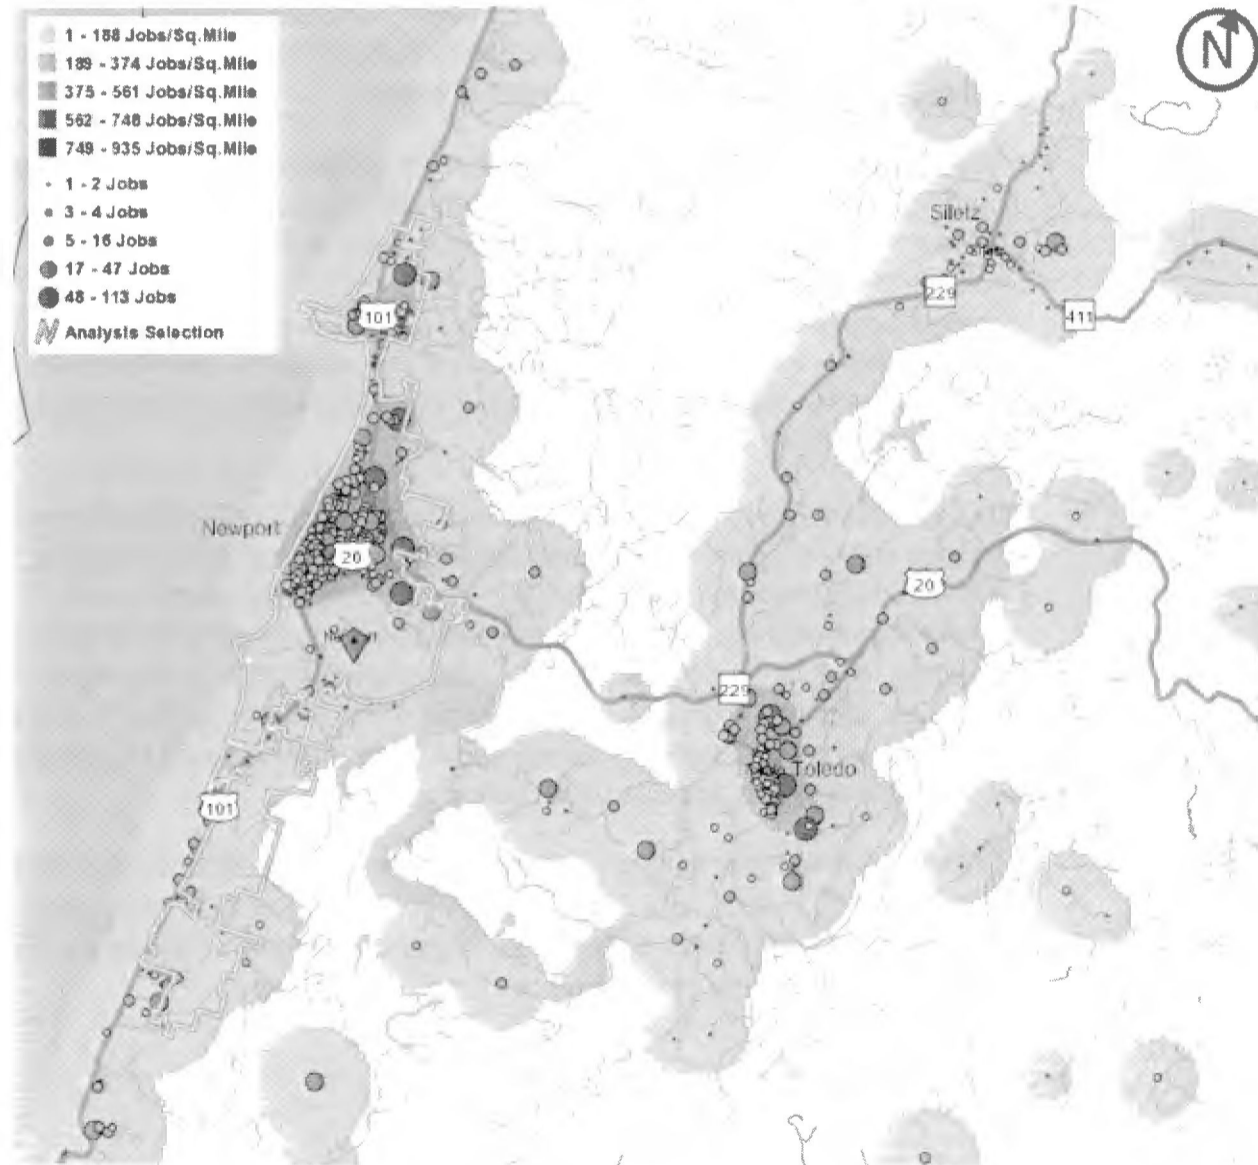 1 - 188 Jobs/Sq.Mile
189 - 374 Jobs/Sq.Mile
375 - 561 Jobs/Sq.Mile
562 - 748 Jobs/Sq.Mile
749 - 935 Jobs/Sq.Mile
1 - 2 Jobs
3 - 4 Jobs
5 - 16 Jobs
17 - 47 Jobs
48 - 113 Jobs
Analysis Selection
N
Siletz
229
411
101
Newport
20
20
229
Toledo
101